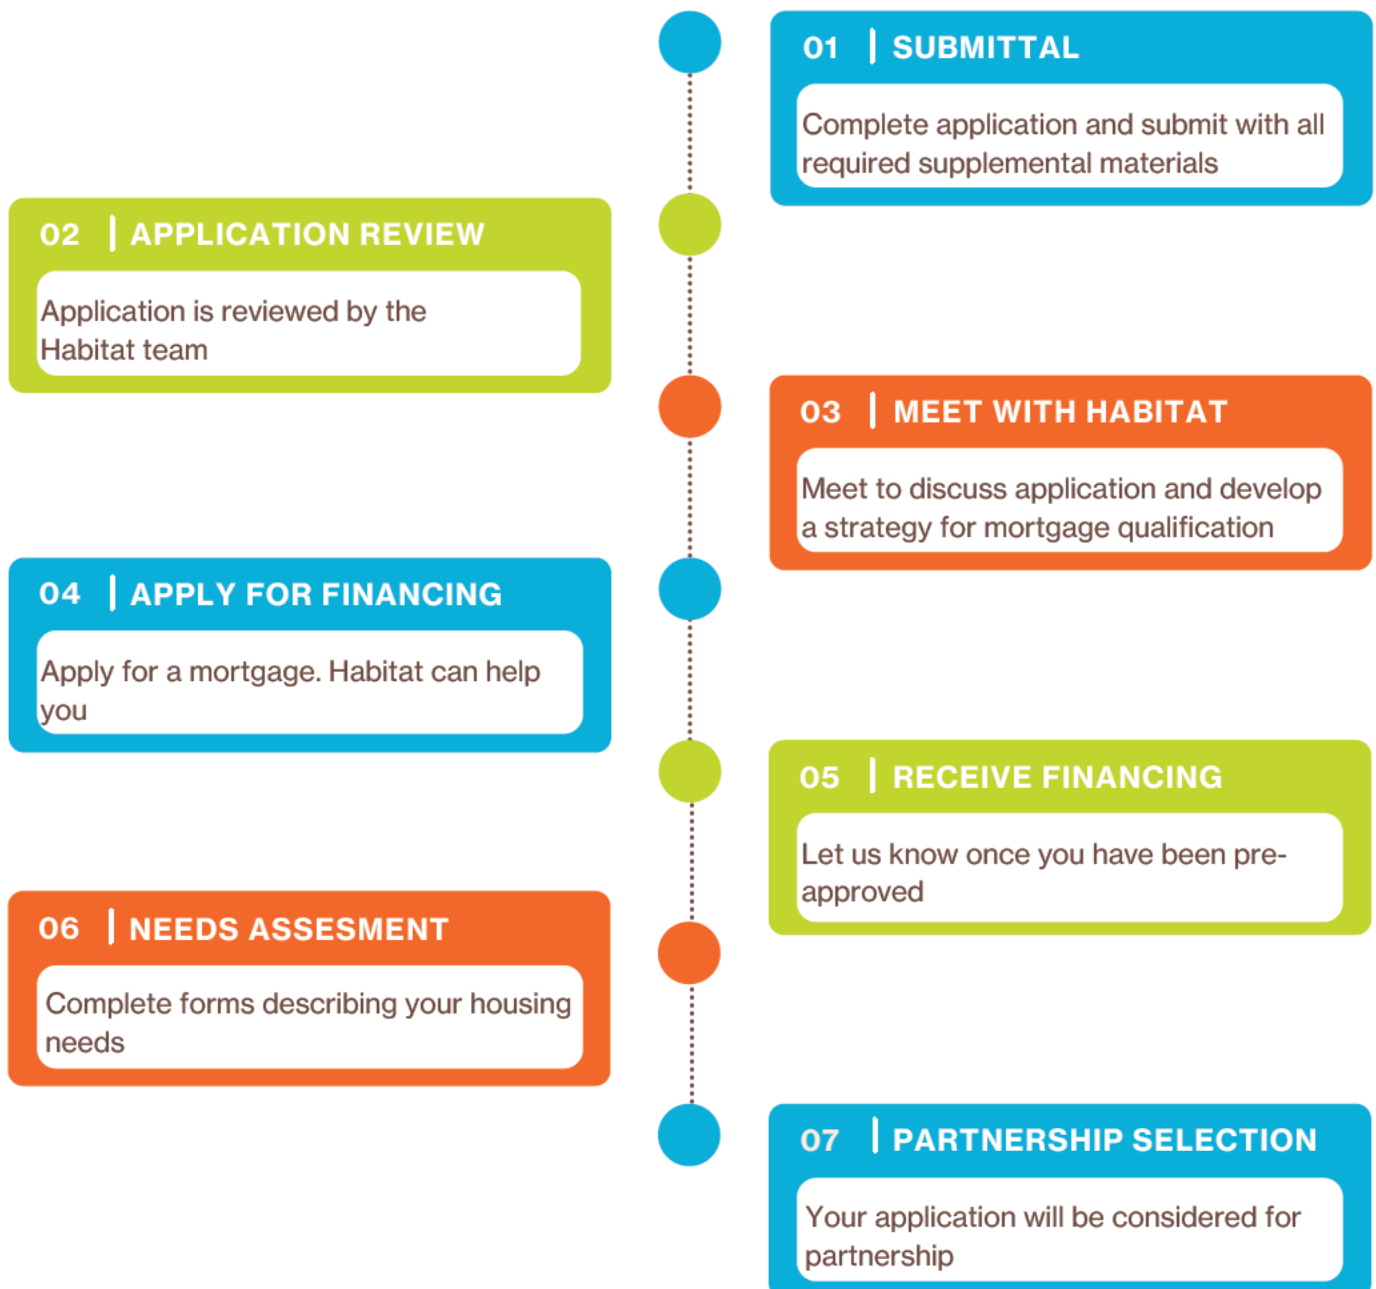 01 | SUBMITTAL
Complete application and submit with all
required supplemental materials
02 | APPLICATION REVIEW
Application is reviewed by the
Habitat team
03 | MEET WITH HABITAT
Meet to discuss application and develop
a strategy for mortgage qualification
04 | APPLY FOR FINANCING
Apply for a mortgage. Habitat can help
you
05 | RECEIVE FINANCING
Let us know once you have been pre-
approved
06 | NEEDS ASSESMENT
Complete forms describing your housing
needs
07 | PARTNERSHIP SELECTION
Your application will be considered for
partnership